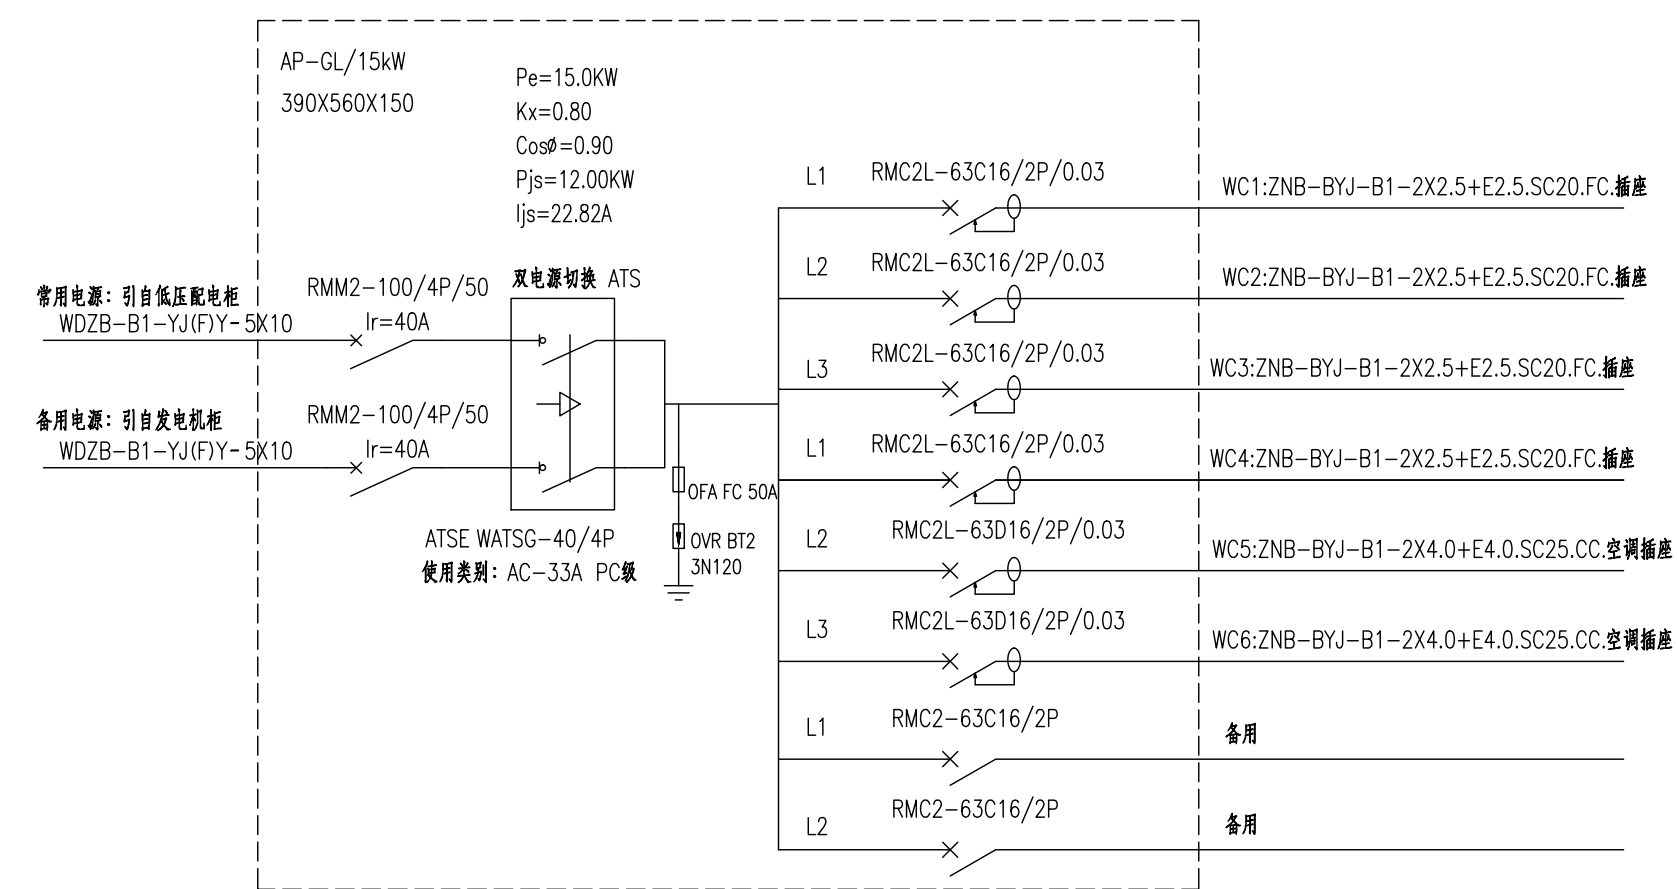 AP-GL/15kW
390X560X150
Pe=15.0KW
Kx=0.80
Cosø=0.90
Pjs=12.00KW
Ijs=22.82A
常用电源：引自低压配电柜
WDZB-B1-YJ(F)Y-5X10
RMM2-100/4P/50
Ir=40A
双电源切换 ATS
备用电源：引自发电机柜
WDZB-B1-YJ(F)Y-5X10
RMM2-100/4P/50
Ir=40A
ATSE WATSG-40/4P
使用类别：AC-33A PC级
OFA FC 50A
OVR BT2
3N120
L1 RMC2L-63C16/2P/0.03 WC1:ZNB-BYJ-B1-2X2.5+E2.5.SC20.FC.插座
L2 RMC2L-63C16/2P/0.03 WC2:ZNB-BYJ-B1-2X2.5+E2.5.SC20.FC.插座
L3 RMC2L-63C16/2P/0.03 WC3:ZNB-BYJ-B1-2X2.5+E2.5.SC20.FC.插座
L1 RMC2L-63C16/2P/0.03 WC4:ZNB-BYJ-B1-2X2.5+E2.5.SC20.FC.插座
L2 RMC2L-63D16/2P/0.03 WC5:ZNB-BYJ-B1-2X4.0+E4.0.SC25.CC.空调插座
L3 RMC2L-63D16/2P/0.03 WC6:ZNB-BYJ-B1-2X4.0+E4.0.SC25.CC.空调插座
L1 RMC2-63C16/2P 备用
L2 RMC2-63C16/2P 备用